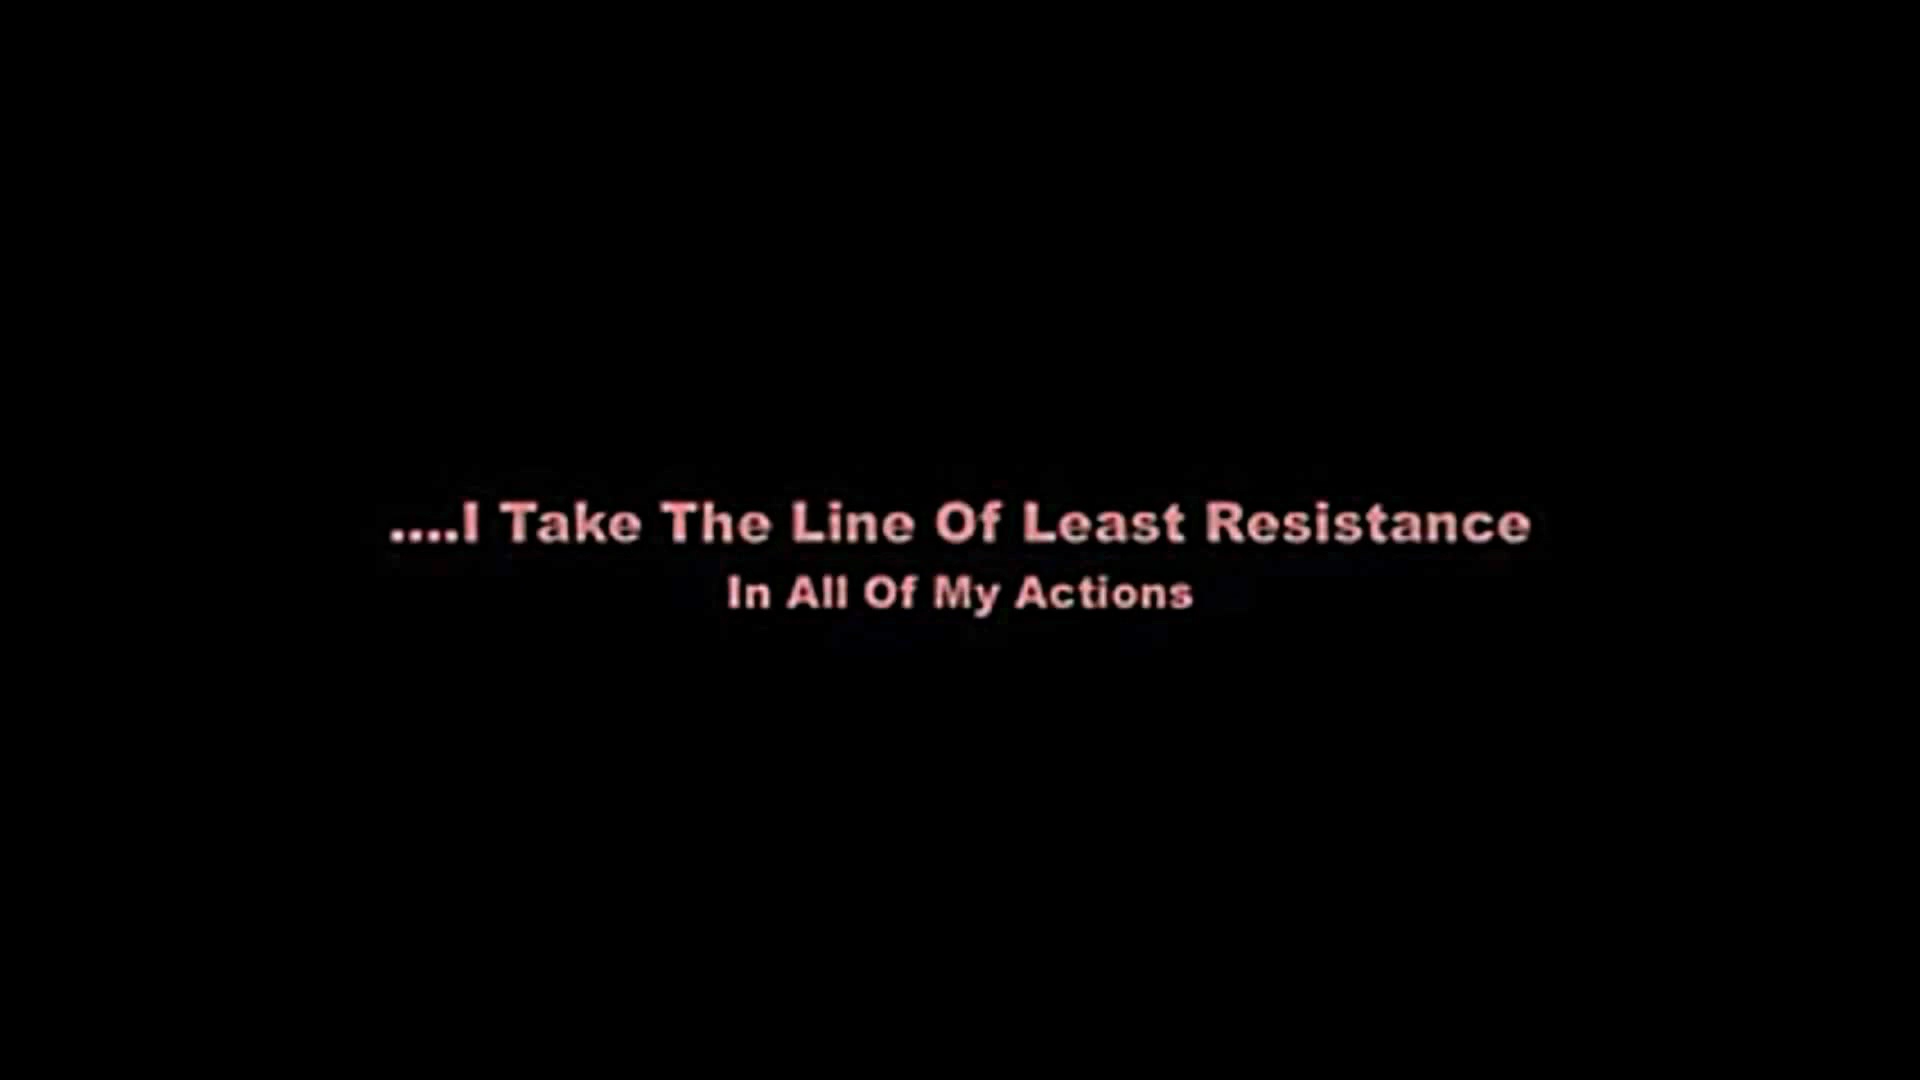 ....I Take The Line Of Least Resistance
In All Of My Actions